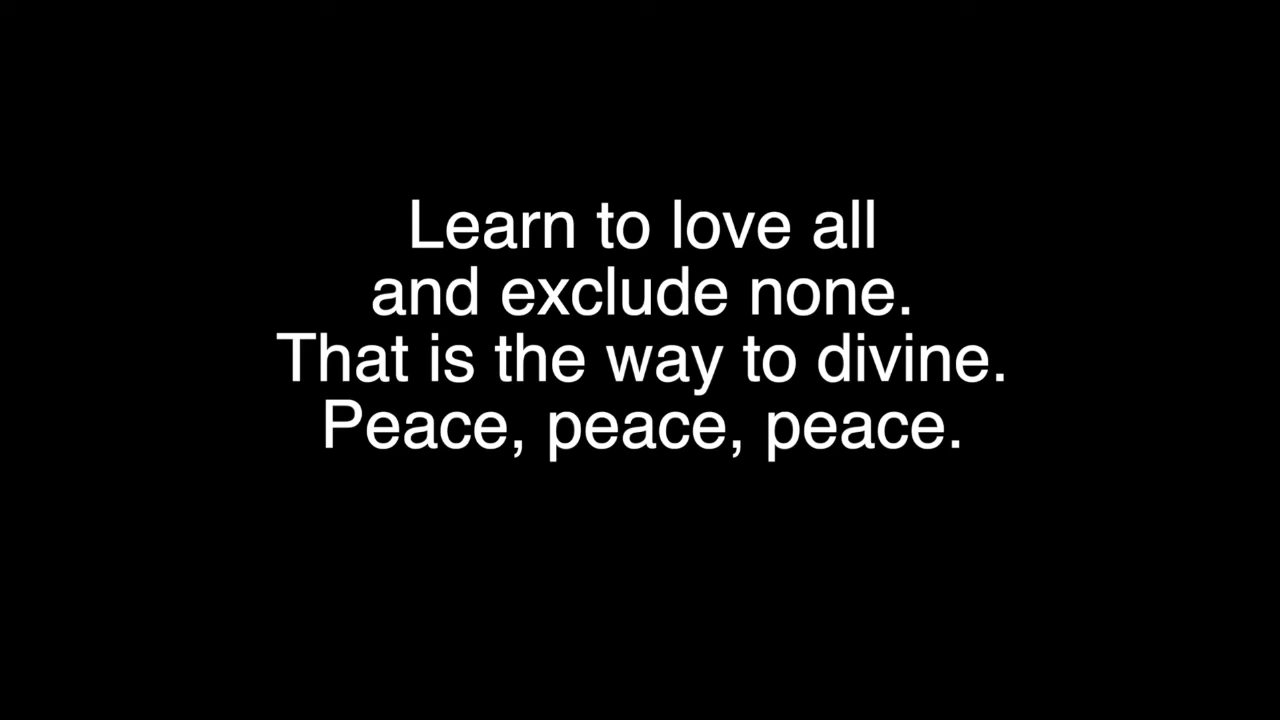 Learn to love all
and exclude none.
That is the way to divine.
Peace, peace, peace.